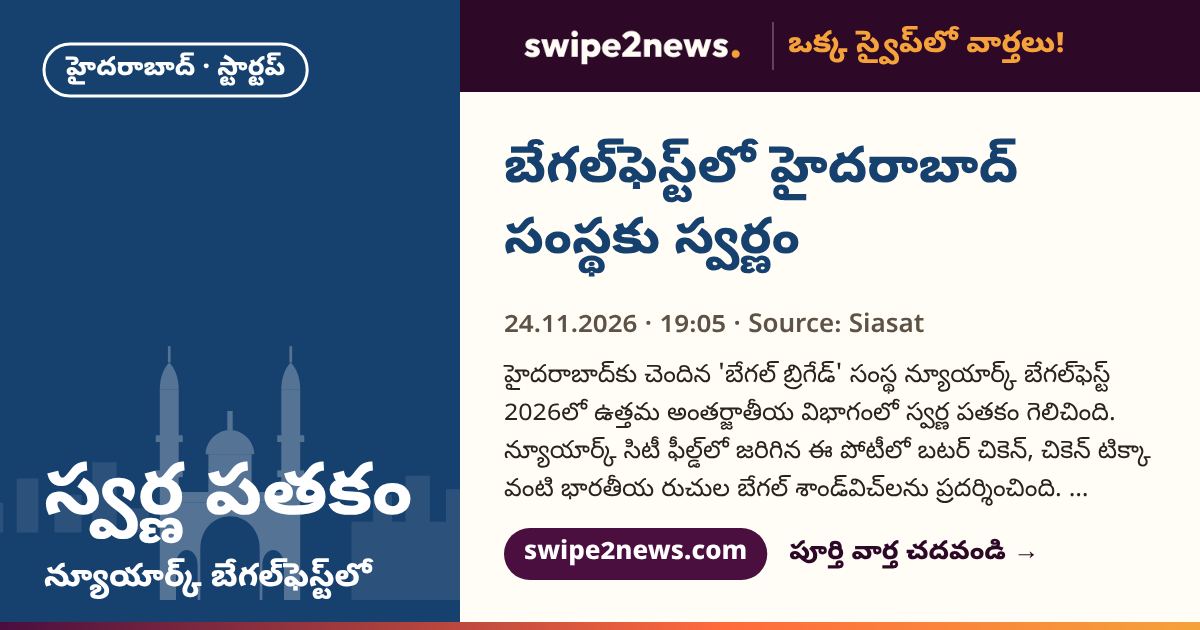 హైదరాబాద్ · స్టార్టప్
స్వర్ణ పతకం
న్యూయార్క్ బేగల్‌ఫెస్ట్‌లో
swipe2news.
ఒక్క స్వైప్‌లో వార్తలు!
బేగల్‌ఫెస్ట్‌లో హైదరాబాద్
సంస్థకు స్వర్ణం
24.11.2026 · 19:05 · Source: Siasat
హైదరాబాద్‌కు చెందిన 'బేగల్ బ్రిగేడ్' సంస్థ న్యూయార్క్ బేగల్‌ఫెస్ట్
2026లో ఉత్తమ అంతర్జాతీయ విభాగంలో స్వర్ణ పతకం గెలిచింది.
న్యూయార్క్ సిటీ ఫీల్డ్‌లో జరిగిన ఈ పోటీలో బటర్ చికెన్, చికెన్ టిక్కా
వంటి భారతీయ రుచుల బేగల్ శాండ్‌విచ్‌లను ప్రదర్శించింది. ...
swipe2news.com
పూర్తి వార్త చదవండి →